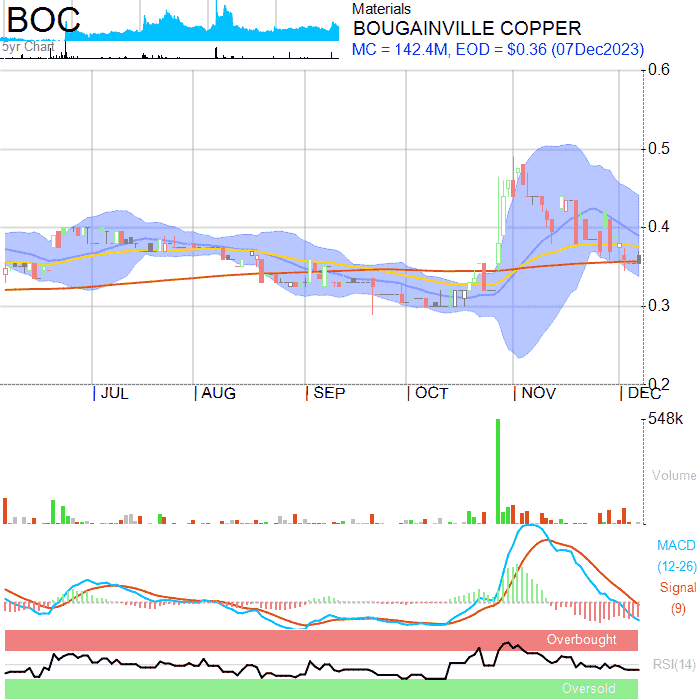 BOC
5yr Chart
Materials
BOUGAINVILLE COPPER
MC = 142.4M, EOD = $0.36 (07Dec2023)
0.6
0.5
0.4
0.3
0.2
JUL AUG SEP OCT NOV DEC
548k
Volume
MACD
(12-26)
Signal
(9)
Overbought
RSI(14)
Oversold